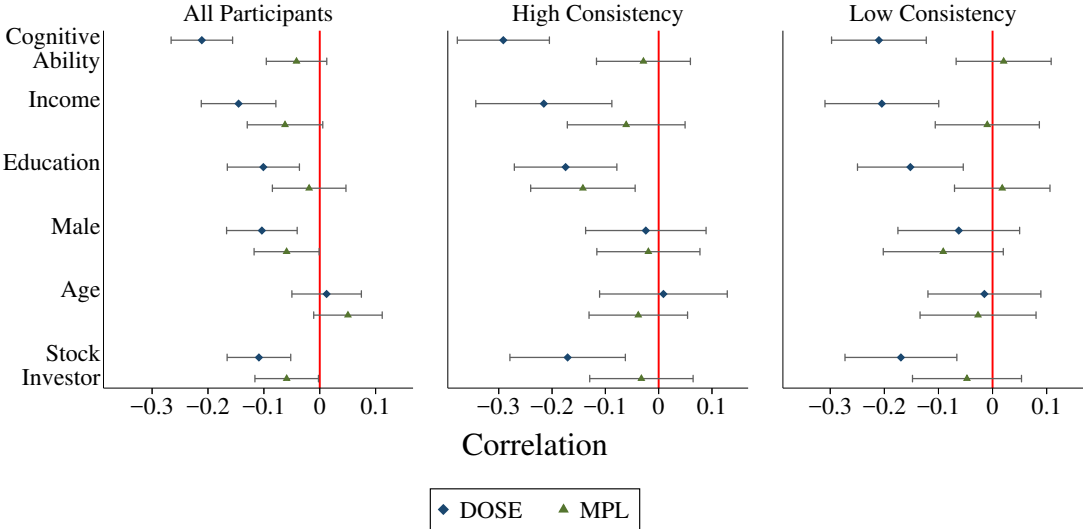 All Participants High Consistency Low Consistency
Cognitive
Ability
Income
Education
Male
Age
Stock
Investor
−0.3 −0.2 −0.1 0 0.1 −0.3 −0.2 −0.1 0 0.1 −0.3 −0.2 −0.1 0 0.1
Correlation
DOSE MPL